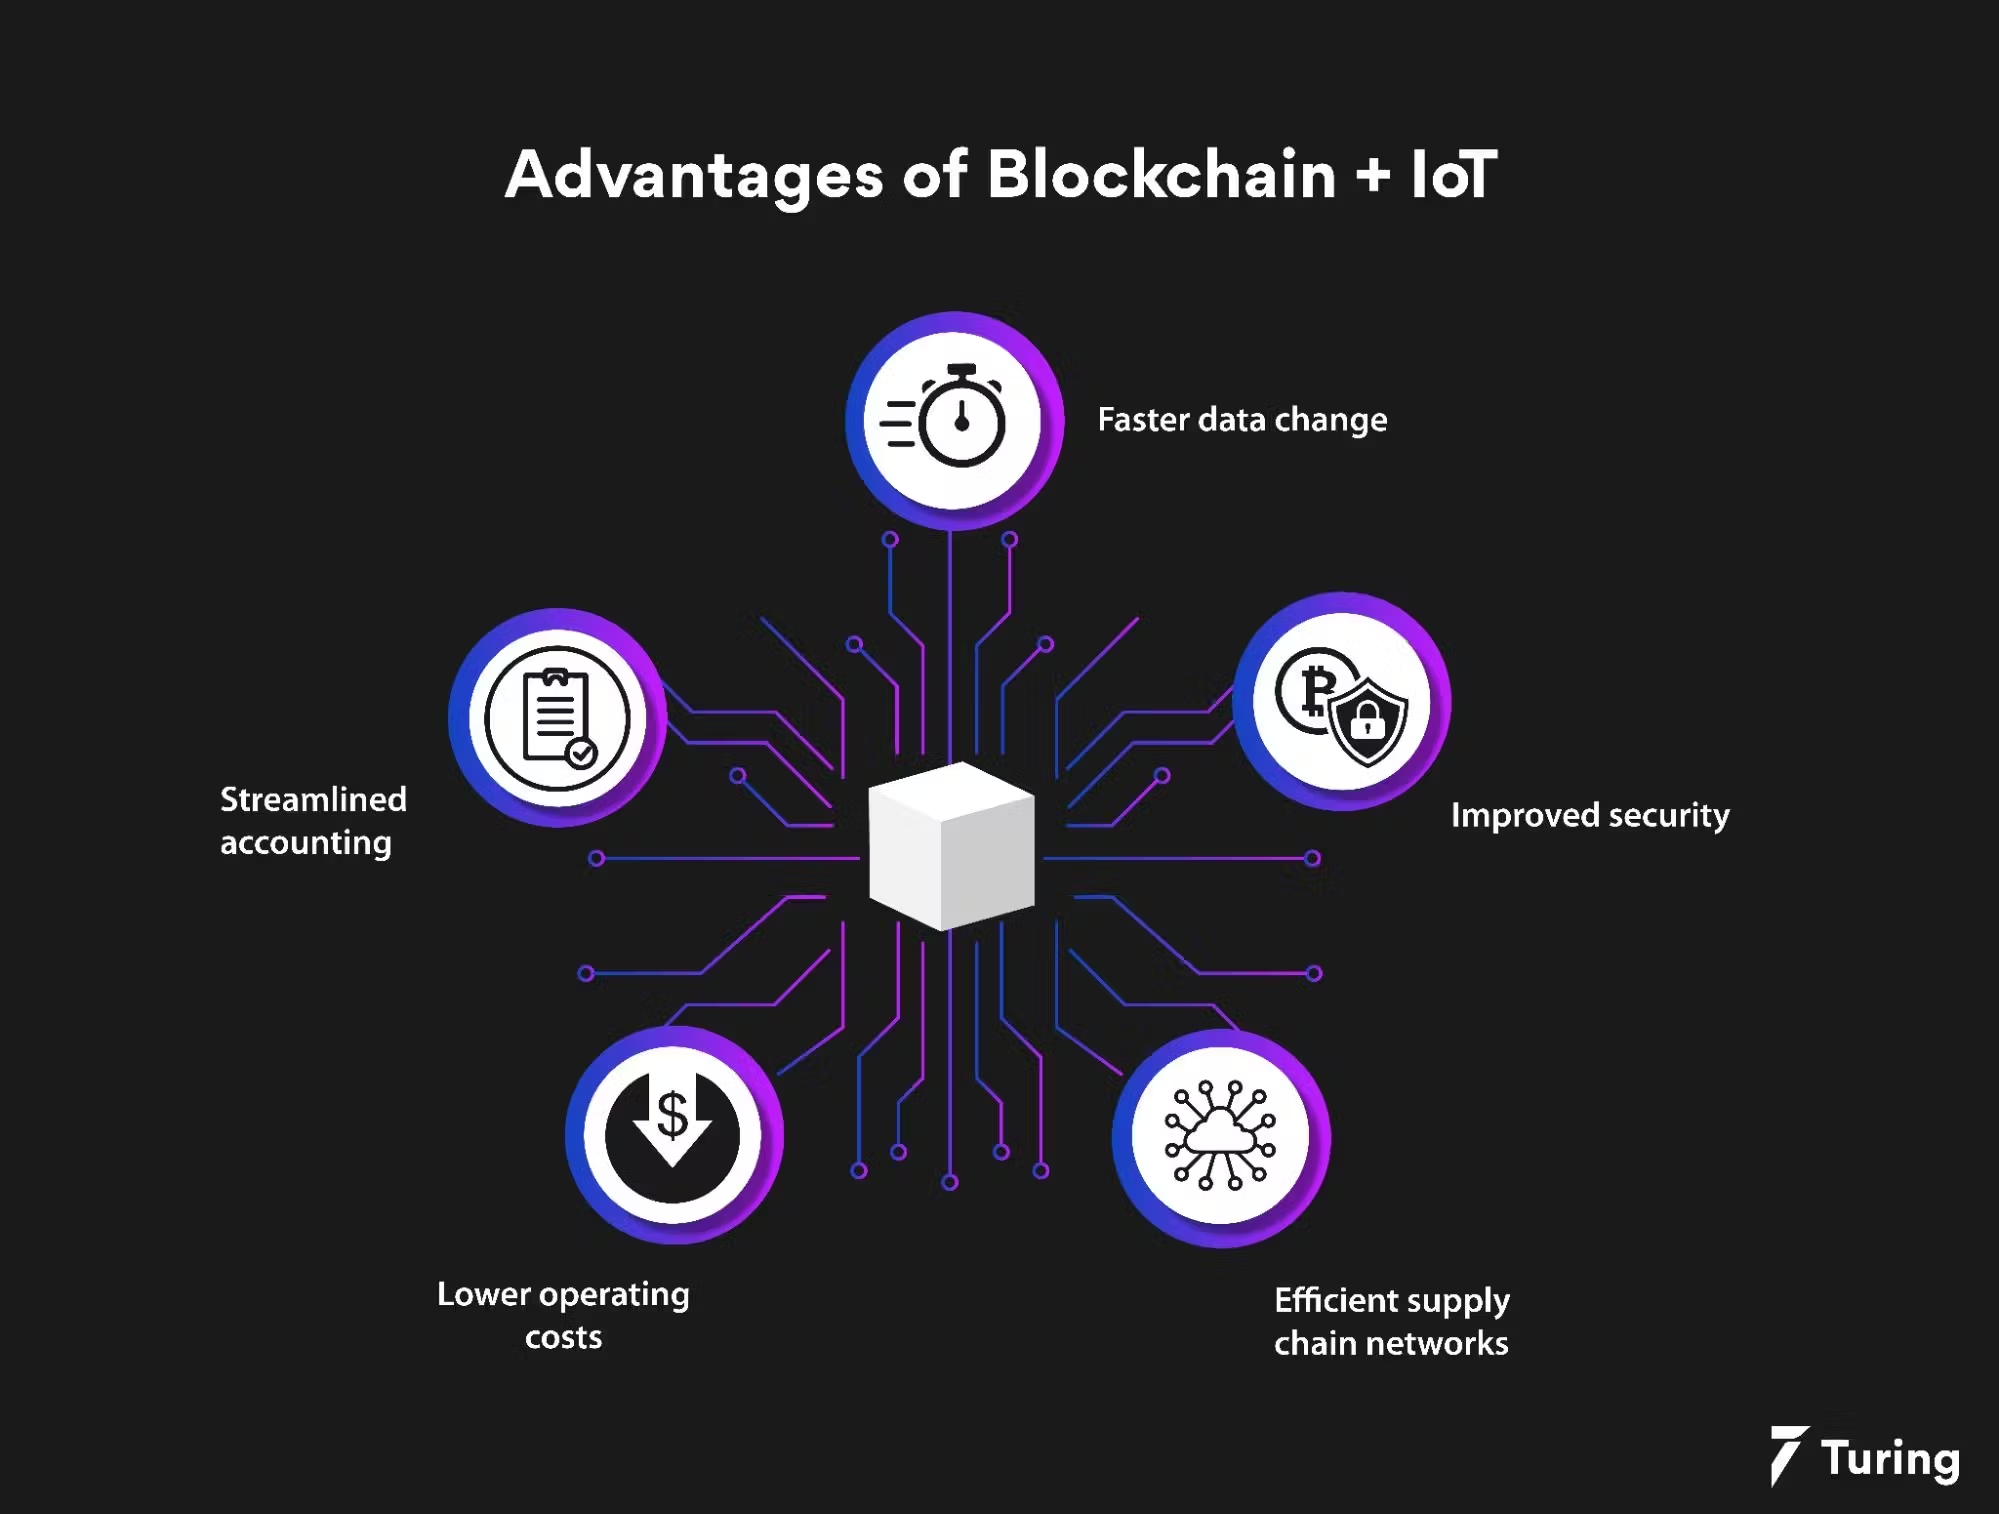 Advantages of Blockchain + IoT
Faster data change
Improved security
Streamlined
accounting
Lower operating
costs
$
Efficient supply
chain networks
Turing